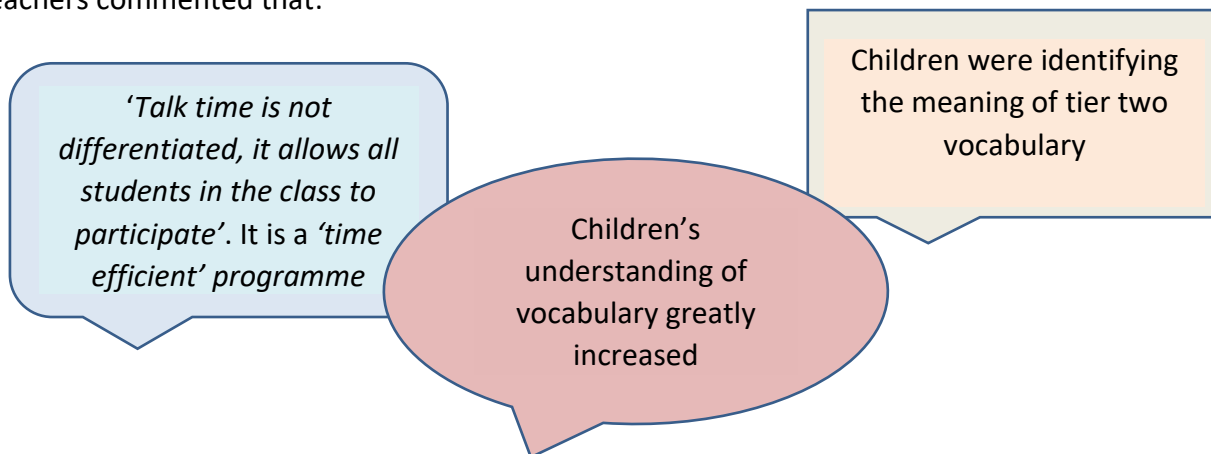 teachers commented that:
‘Talk time is not
differentiated, it allows all
students in the class to
participate’. It is a ‘time
efficient’ programme
Children’s
understanding of
vocabulary greatly
increased
Children were identifying
the meaning of tier two
vocabulary